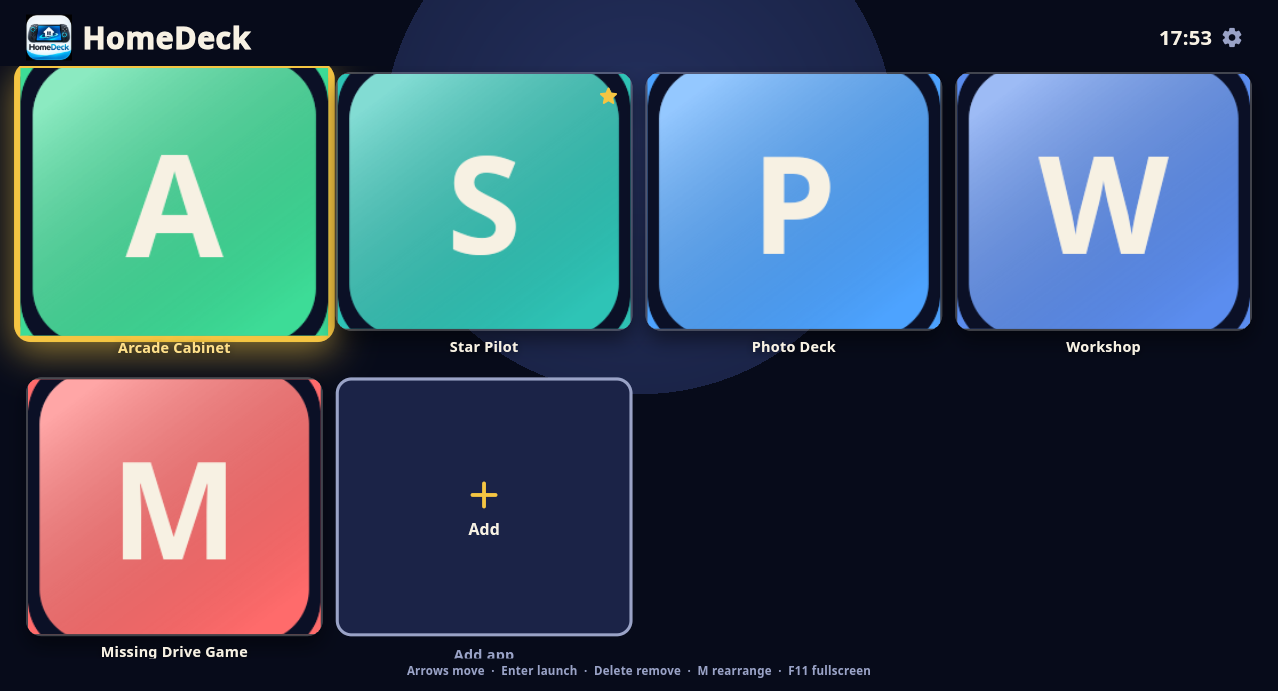 HomeDeck
HomeDeck
17:53
A
S
P
W
Arcade Cabinet
Star Pilot
Photo Deck
Workshop
M
Add
Missing Drive Game
Add app
Arrows move · Enter launch · Delete remove · M rearrange · F11 fullscreen